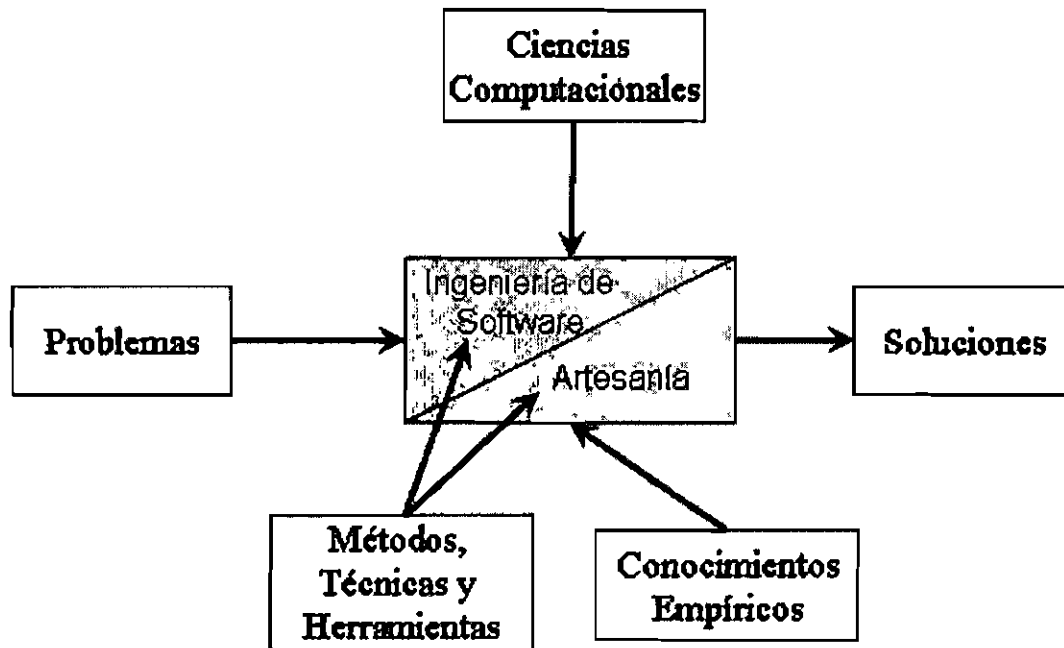 Ciencias
Computacionales
Ingeniería de
Software
Problemas
Artesanía
Soluciones
Métodos,
Técnicas y
Herramientas
Conocimientos
Empíricos